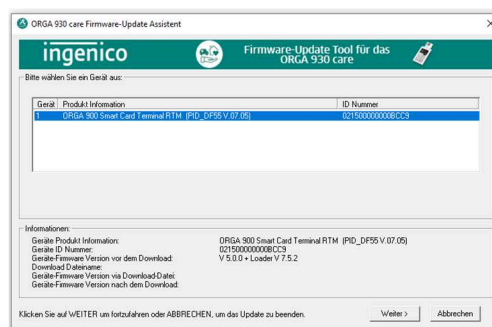 ORGA 930 care Firmware-Update Assistent
ingenico
Firmware-Update Tool für das
ORGA 930 care
Bitte wählen Sie ein Gerät aus:
Gerät Produkt Information ID Nummer
1 ORGA 900 Smart Card Terminal RTM (PID_DF55 V.07.05) 021500000000BCC9
Informationen:
Geräte Produkt Information: ORGA 900 Smart Card Terminal RTM (PID_DF55 V.07.05)
Geräte ID Nummer: 021500000000BCC9
Geräte-Firmware Version vor dem Download: V 5.0.0 + Loader V 7.5.2
Download Dateiname:
Geräte-Firmware Version via Download-Datei:
Geräte-Firmware Version nach dem Download:
Klicken Sie auf WEITER um fortzufahren oder ABBRECHEN, um das Update zu beenden.
Weiter > Abbrechen